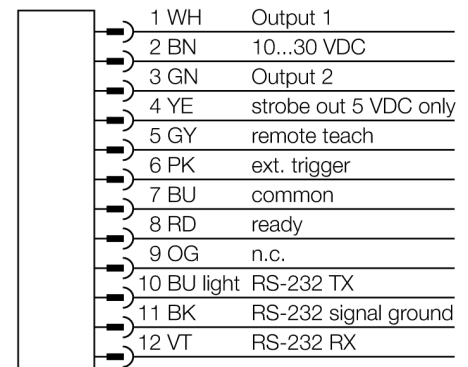 1 WH Output 1
2 BN 10...30 VDC
3 GN Output 2
4 YE strobe out 5 VDC only
5 GY remote teach
6 PK ext. trigger
7 BU common
8 RD ready
9 OG n.c.
10 BU light RS-232 TX
11 BK RS-232 signal ground
12 VT RS-232 RX